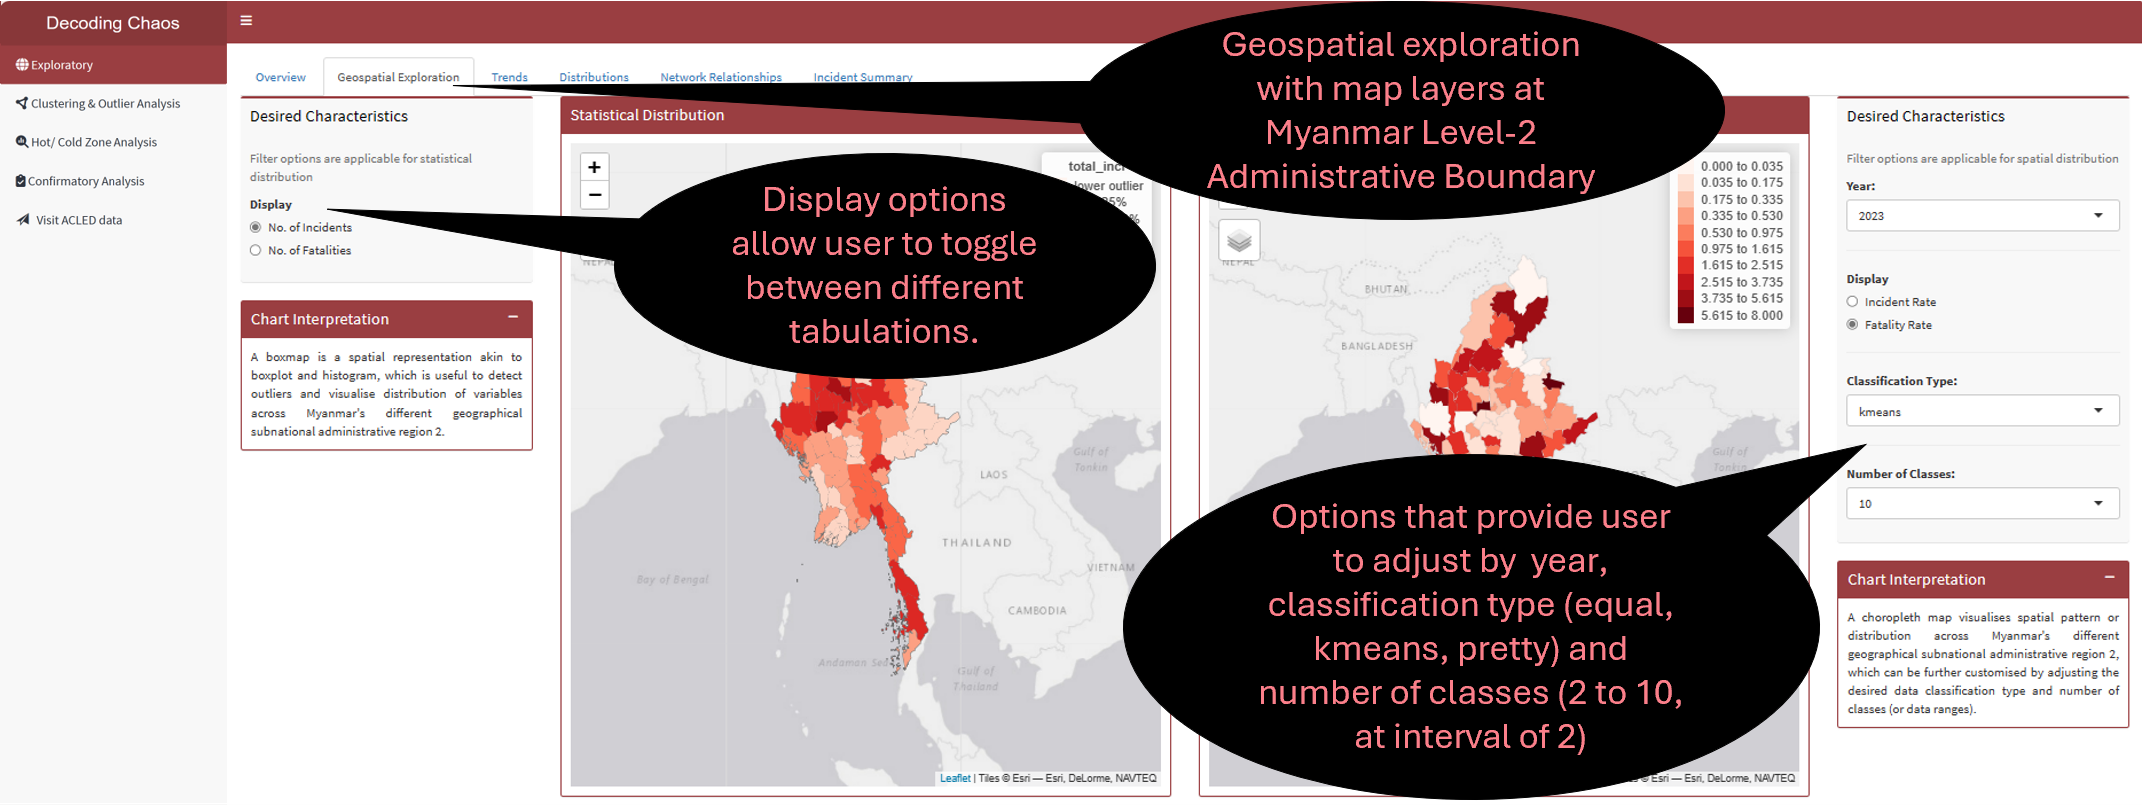 Decoding Chaos
Exploratory
Clustering & Outlier Analysis
Hot/ Cold Zone Analysis
Confirmatory Analysis
Visit ACLED data
Overview
Geospatial Exploration
Trends
Distributions
Network Relationships
Incident Summary
Desired Characteristics
Filter options are applicable for statistical
distribution
Display
No. of Incidents
No. of Fatalities
Chart Interpretation
A boxmap is a spatial representation akin to
boxplot and histogram, which is useful to detect
outliers and visualise distribution of variables
across Myanmar's different geographical
subnational administrative region 2.
Statistical Distribution
+
−
lower outlier
LAOS
Gulf of
Tonkin
THAILAND
VIETNAM
CAMBODIA
Bay of Bengal
Andaman Sea
Gulf of
Thailand
Leaflet | Tiles © Esri — Esri, DeLorme, NAVTEQ
Display options
allow user to toggle
between different
tabulations.
Geospatial exploration
with map layers at
Myanmar Level-2
Administrative Boundary
NEPAL
BHUTAN
BANGLADESH
Gulf of
Tonkin
0.000 to 0.035
0.035 to 0.175
0.175 to 0.335
0.335 to 0.530
0.530 to 0.975
0.975 to 1.615
1.615 to 2.515
2.515 to 3.735
3.735 to 5.615
5.615 to 8.000
Options that provide user
to adjust by year,
classification type (equal,
kmeans, pretty) and
number of classes (2 to 10,
at interval of 2)
© Esri — Esri, DeLorme, NAVTEQ
Desired Characteristics
Filter options are applicable for spatial distribution
Year:
2023
Display
Incident Rate
Fatality Rate
Classification Type:
kmeans
Number of Classes:
10
Chart Interpretation
A choropleth map visualises spatial pattern or
distribution across Myanmar's different
geographical subnational administrative region 2,
which can be further customised by adjusting the
desired data classification type and number of
classes (or data ranges).